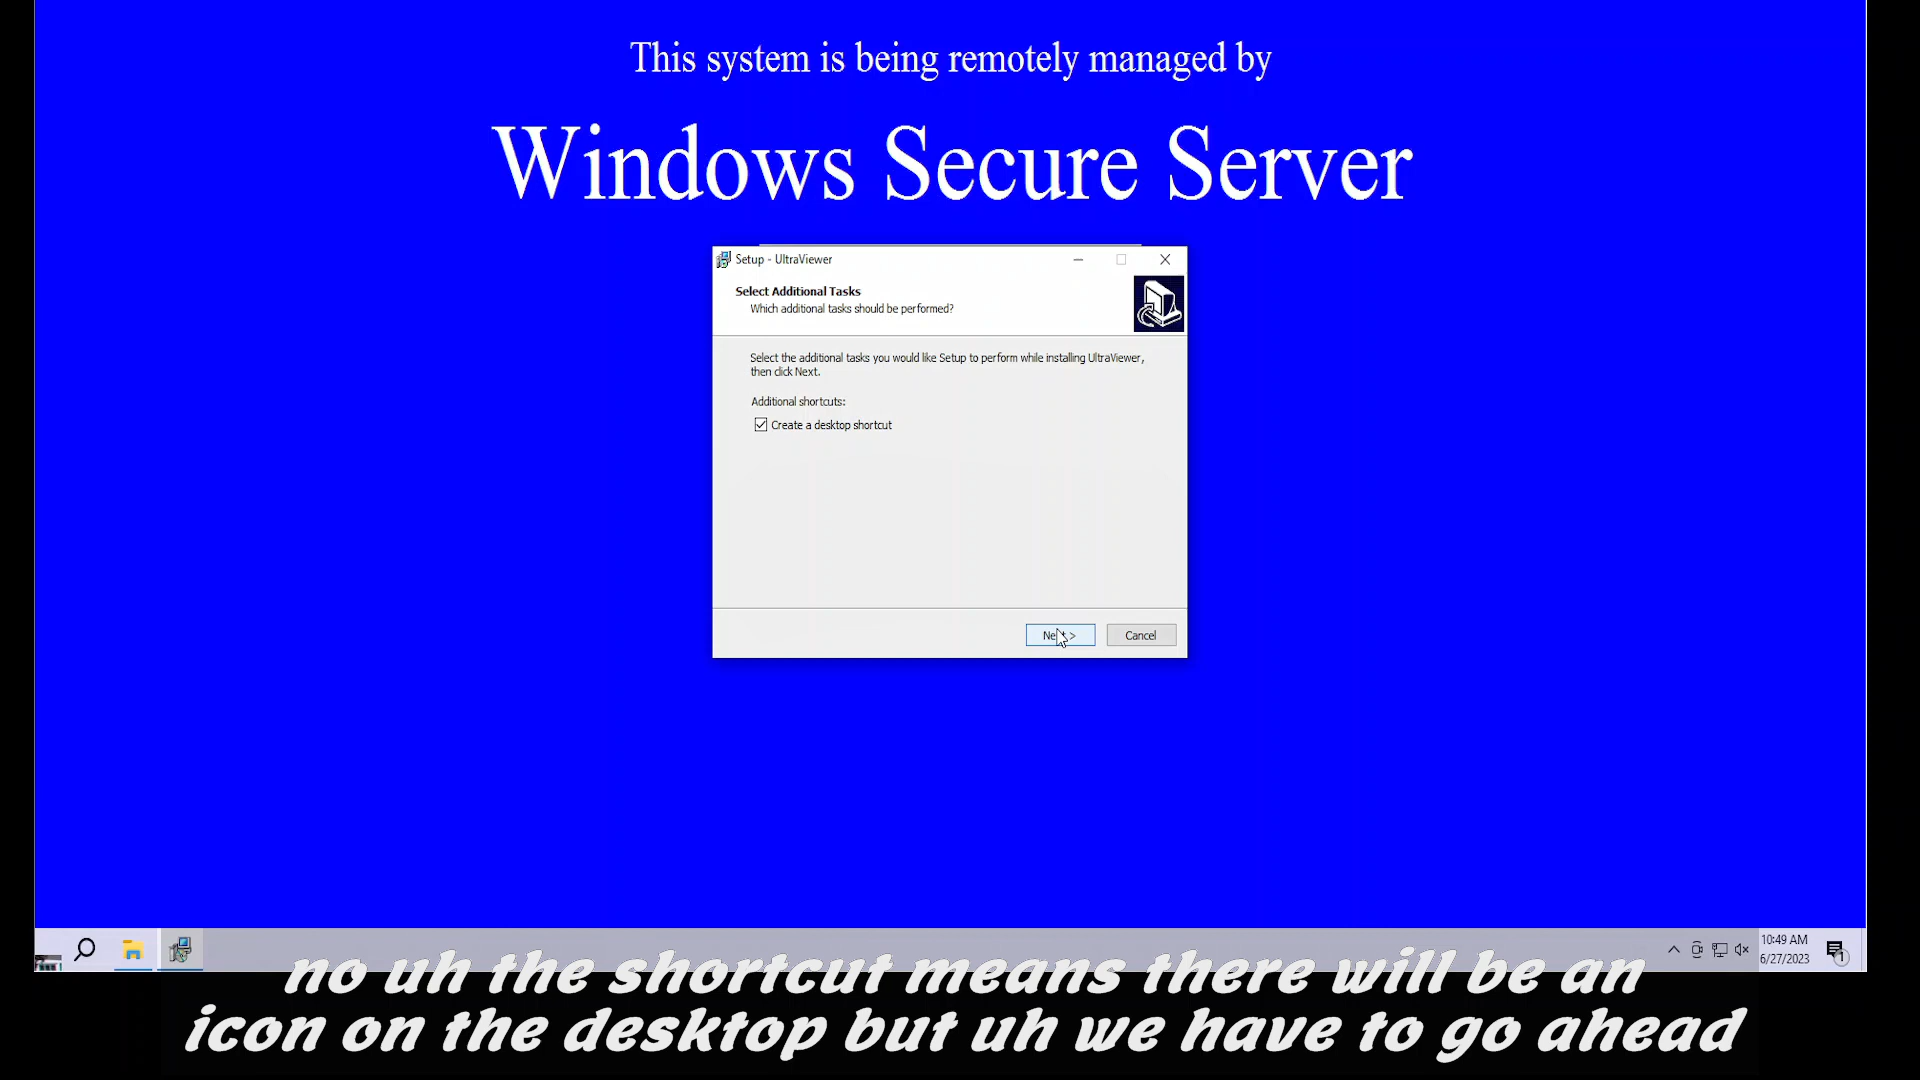 This system is being remotely managed by
Windows Secure Server
Setup - UltraViewer
Select Additional Tasks
Which additional tasks should be performed?
Select the additional tasks you would like Setup to perform while installing UltraViewer,
then click Next.
Additional shortcuts:
Create a desktop shortcut
Next >
Cancel
10:49 AM
6/27/2023
1
no uh the shortcut means there will be an
icon on the desktop but uh we have to go ahead